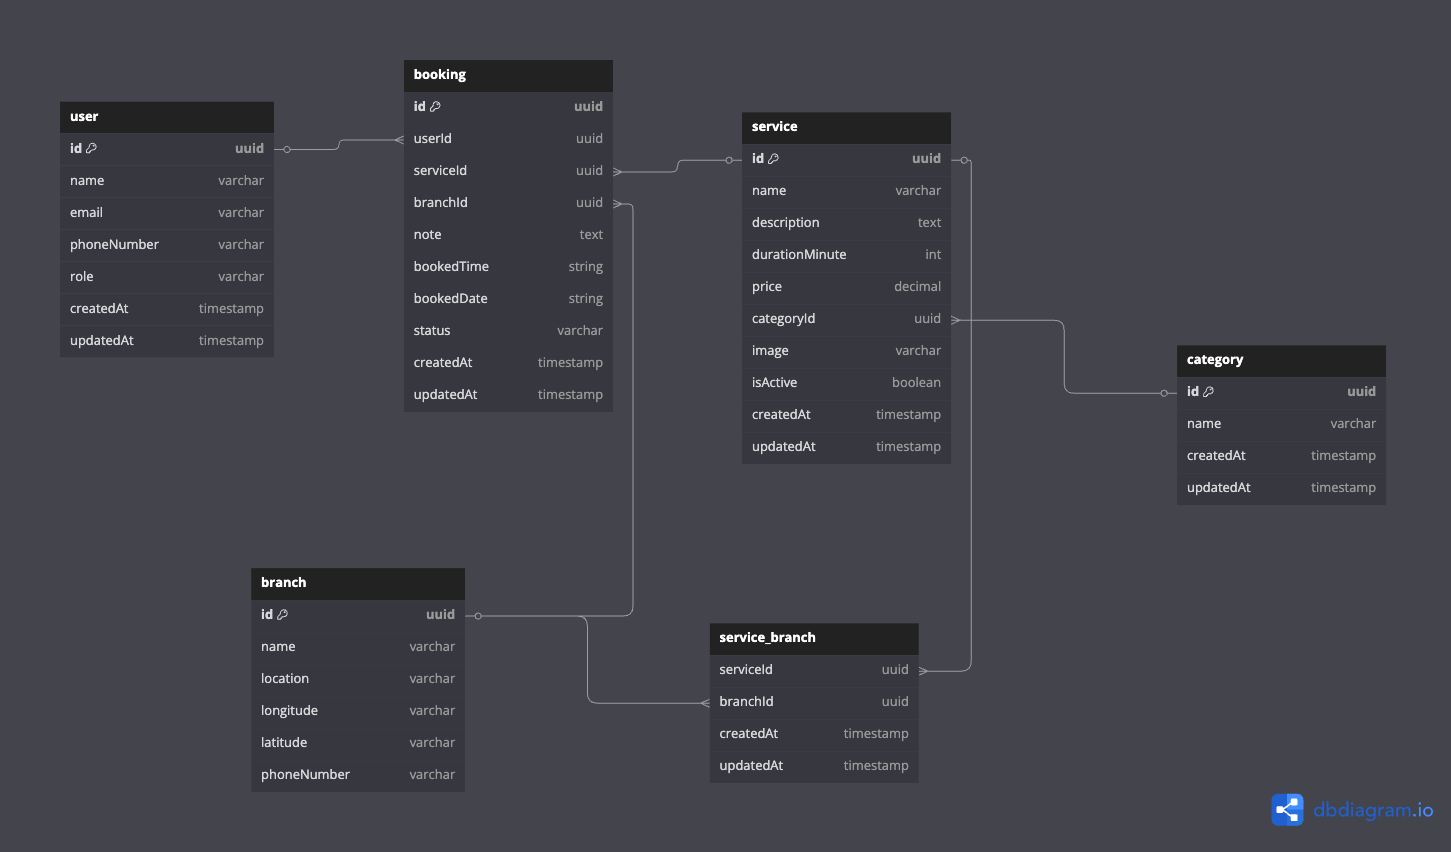 user
id uuid
name varchar
email varchar
phoneNumber varchar
role varchar
createdAt timestamp
updatedAt timestamp
booking
id uuid
userId uuid
serviceId uuid
branchId uuid
note text
bookedTime string
bookedDate string
status varchar
createdAt timestamp
updatedAt timestamp
service
id uuid
name varchar
description text
durationMinute int
price decimal
categoryId uuid
image varchar
isActive boolean
createdAt timestamp
updatedAt timestamp
category
id uuid
name varchar
createdAt timestamp
updatedAt timestamp
branch
id uuid
name varchar
location varchar
longitude varchar
latitude varchar
phoneNumber varchar
service_branch
serviceId uuid
branchId uuid
createdAt timestamp
updatedAt timestamp
dbdiagram.io